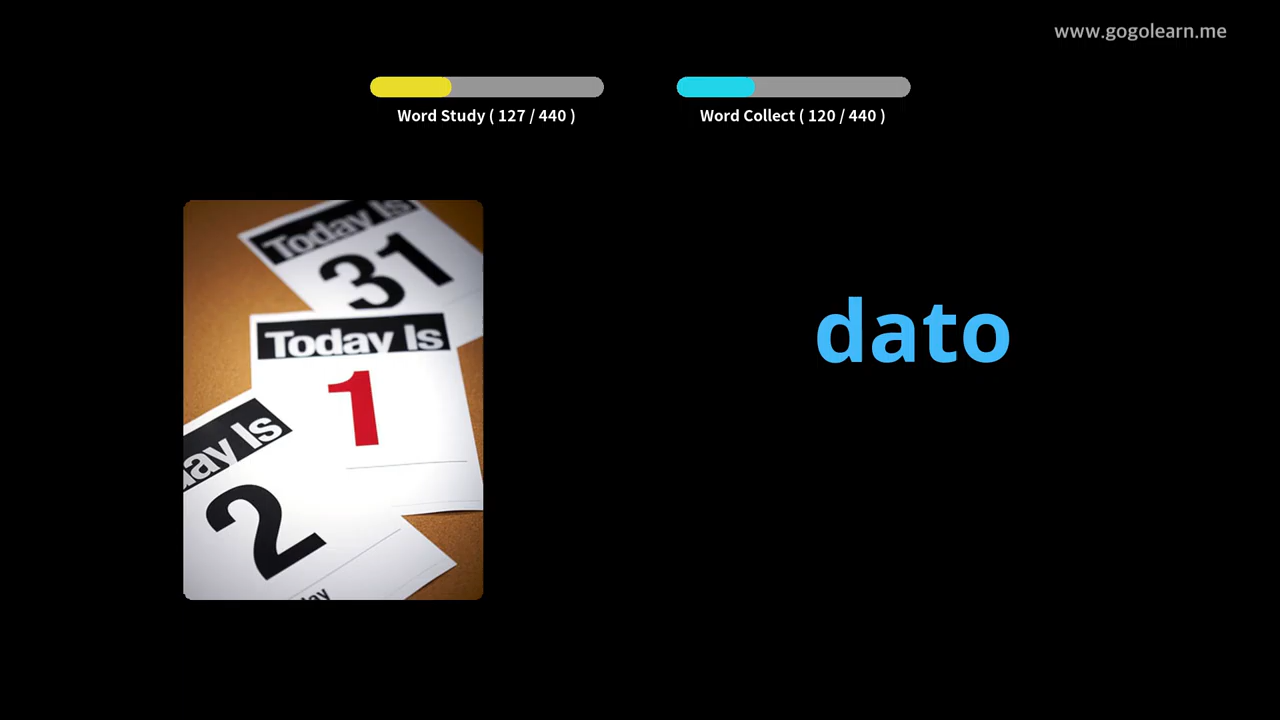 www.gogolearn.me
Word Study ( 127 / 440 )
Word Collect ( 120 / 440 )
Today Is
31
Today Is
1
ay Is
2
ay
dato